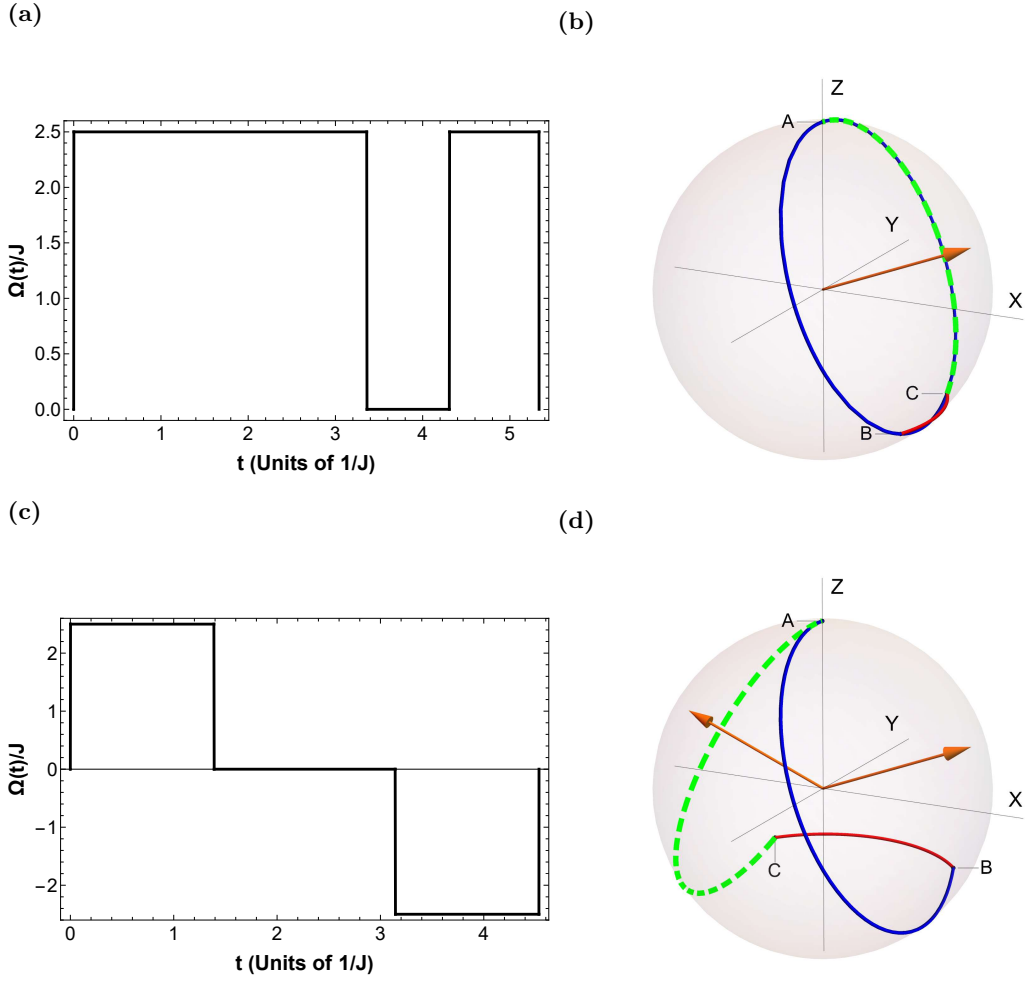 (a)
(b)
Ω(t)/J
2.5
2.0
1.5
1.0
0.5
0.0
0 1 2 3 4 5
t (Units of 1/J)
Z
A
Y
X
C
B
(c)
(d)
Ω(t)/J
2
1
0
−1
−2
0 1 2 3 4
t (Units of 1/J)
Z
A
Y
X
B
C